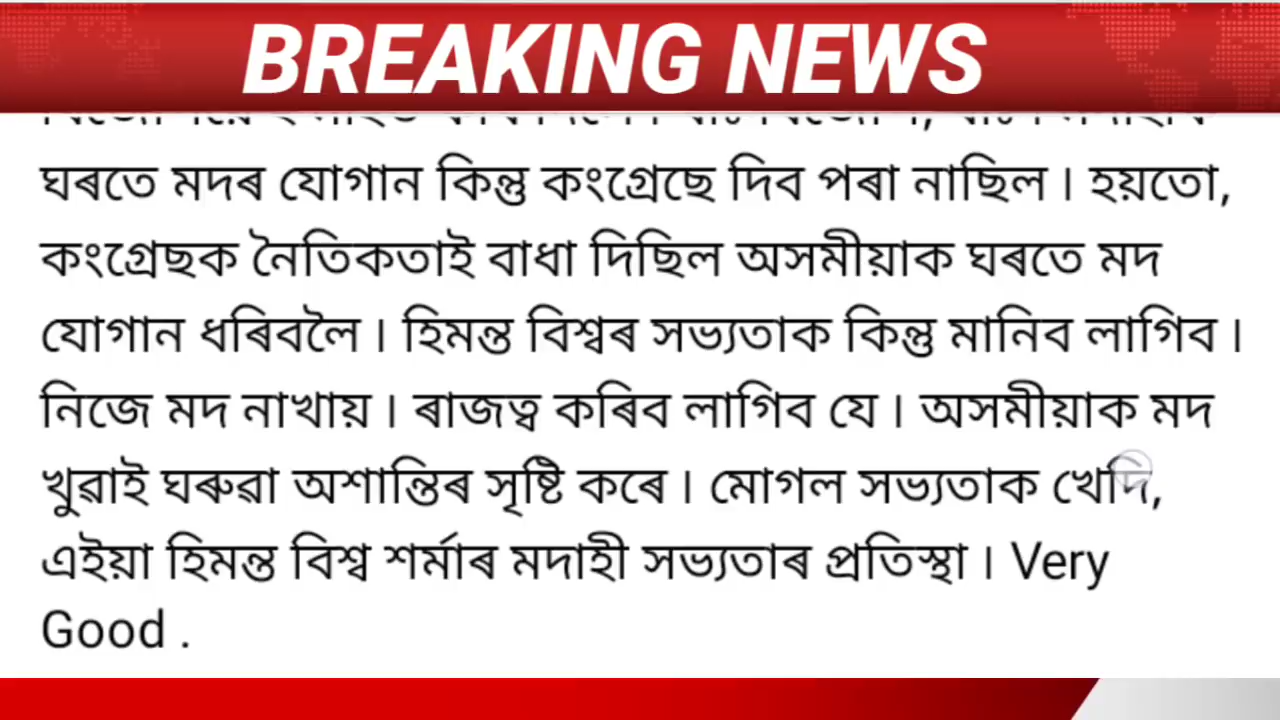 BREAKING NEWS
ঘৰতে মদৰ যোগান কিন্তু কংগ্ৰেছে দিব পৰা নাছিল । হয়তো,
কংগ্ৰেছক নৈতিকতাই বাধা দিছিল অসমীয়াক ঘৰতে মদ
যোগান ধৰিবলৈ । হিমন্ত বিশ্বৰ সভ্যতাক কিন্তু মানিব লাগিব ।
নিজে মদ নাখায় । ৰাজত্ব কৰিব লাগিব যে । অসমীয়াক মদ
খুৱাই ঘৰুৱা অশান্তিৰ সৃষ্টি কৰে । মোগল সভ্যতাক খেদি,
এইয়া হিমন্ত বিশ্ব শৰ্মাৰ মদাহী সভ্যতাৰ প্ৰতিস্থা । Very
Good .